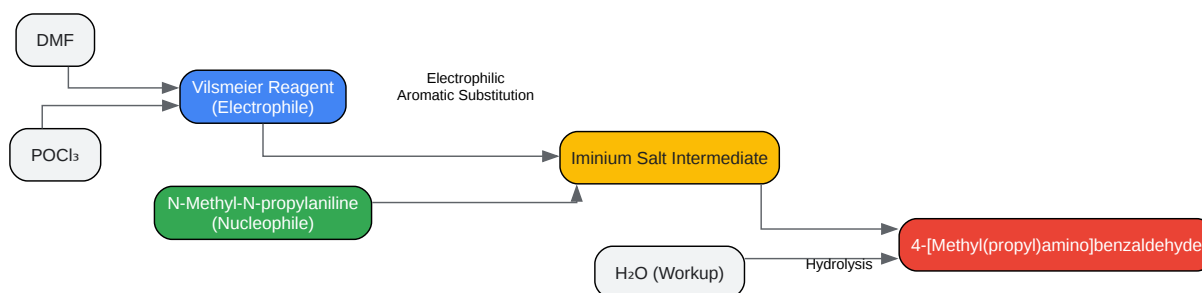 DMF
POCl₃
Vilsmeier Reagent
(Electrophile)
Electrophilic
Aromatic Substitution
N-Methyl-N-propylaniline
(Nucleophile)
Iminium Salt Intermediate
H₂O (Workup)
Hydrolysis
4-[Methyl(propyl)amino]benzaldehyde